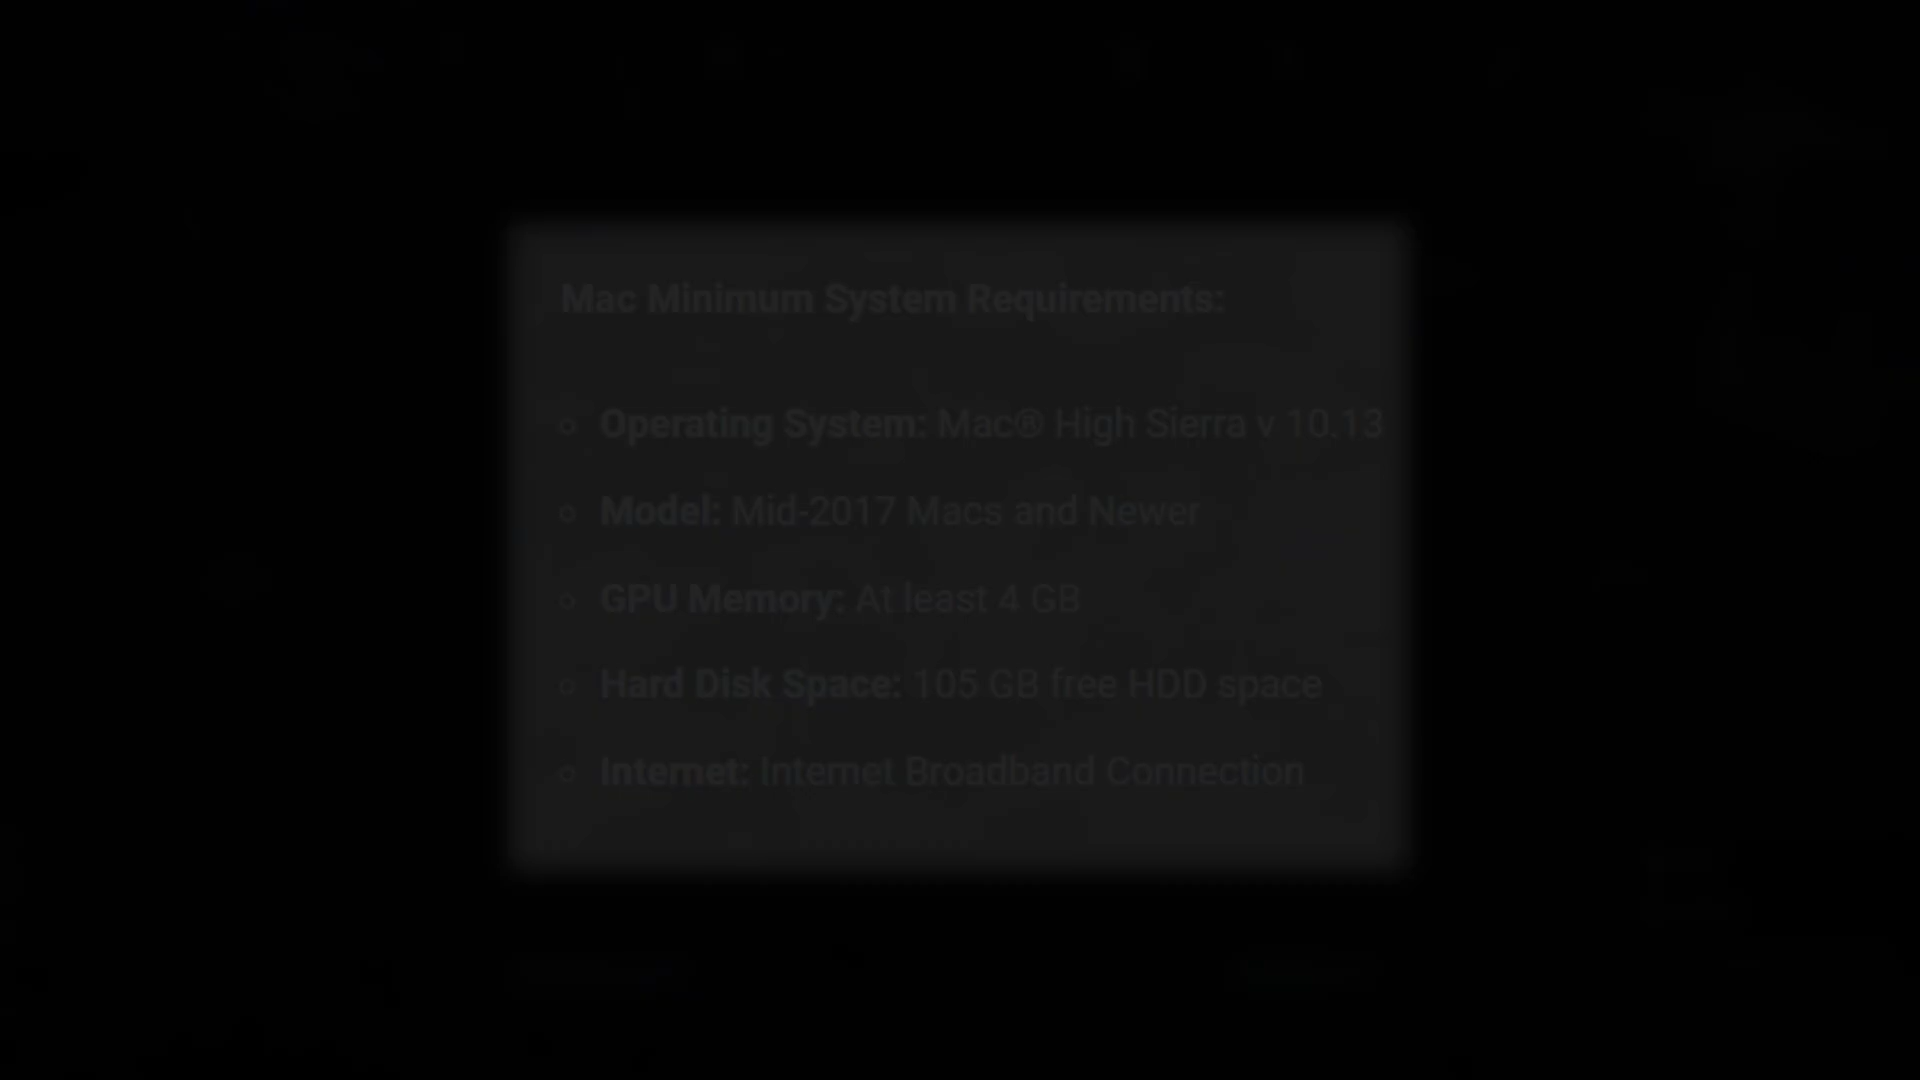 Mac Minimum System Requirements:
Operating System: Mac® High Sierra v 10.13
Model: Mid-2017 Macs and Newer
GPU Memory: At least 4 GB
Hard Disk Space: 105 GB free HDD space
Internet: Internet Broadband Connection